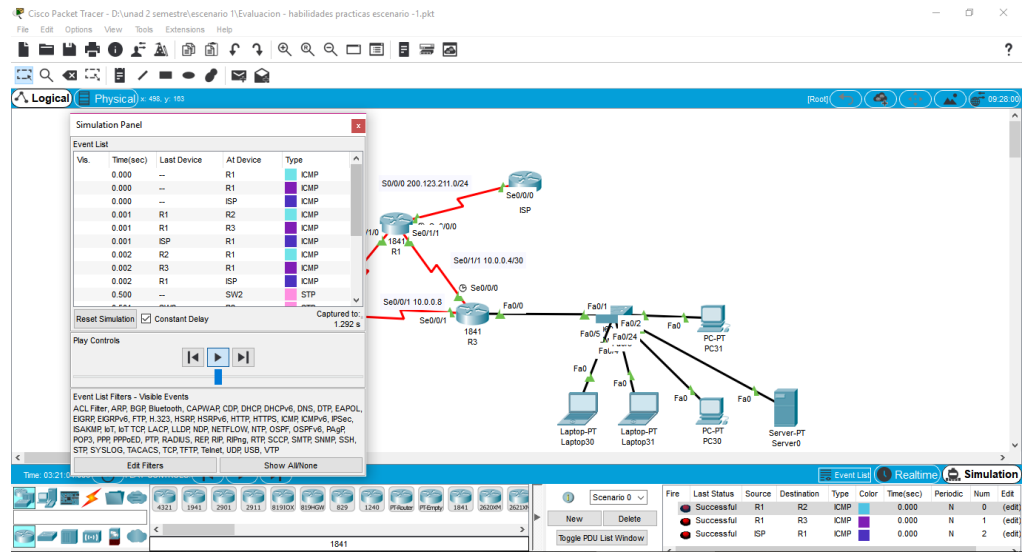 Cisco Packet Tracer - D:\unad 2 semestre\escenario 1\Evaluacion - habilidades practicas escenario -1.pkt
File Edit Options View Tools Extensions Help
Logical Physical x: 498, y: 163 [Root] 09:28:00
Simulation Panel
Event List
Vis. Time(sec) Last Device At Device Type
0.000 -- R1 ICMP
0.000 -- R1 ICMP
0.000 -- ISP ICMP
0.001 R1 R2 ICMP
0.001 R1 R3 ICMP
0.001 ISP R1 ICMP
0.002 R2 R1 ICMP
0.002 R3 R1 ICMP
0.002 R1 ISP ICMP
0.500 -- SW2 STP
Reset Simulation Constant Delay Captured to:
1.292 s
Play Controls
Event List Filters - Visible Events
ACL Filter, ARP, BGP, Bluetooth, CAPWAP, CDP, DHCP, DHCPv6, DNS, DTP, EAPOL,
EIGRP, EIGRPv6, FTP, H.323, HSRP, HSRPv6, HTTP, HTTPS, ICMP, ICMPv6, IPSec,
ISAKMP, IoT, IoT TCP, LACP, LLDP, NDP, NETFLOW, NTP, OSPF, OSPFv6, PAgP,
POP3, PPP, PPPoED, PTP, RADIUS, REP, RIP, RIPng, RTP, SCCP, SMTP, SNMP, SSH,
STP, SYSLOG, TACACS, TCP, TFTP, Telnet, UDP, USB, VTP
Edit Filters Show All/None
S0/0/0 200.123.211.0/24
Se0/0/0
ISP
Se0/1/1
1841
R1
Se0/1/1 10.0.0.4/30
Se0/0/0
Se0/0/1 10.0.0.8
Se0/0/1
Fa0/0
1841
R3
Fa0/1
Fa0/2
Fa0/5
Fa0/24
Fa0
PC-PT
PC31
Fa0
Fa0
Fa0
Fa0
Laptop-PT
Laptop30
Laptop-PT
Laptop31
PC-PT
PC30
Server-PT
Server0
Event List Realtime Simulation
4321 1941 2901 2911 819IOX 819HGW 829 1240 PT-Router PT-Empty 1841 2620XM
1841
Scenario 0
New Delete
Toggle PDU List Window
Fire Last Status Source Destination Type Color Time(sec) Periodic Num Edit
Successful R1 R2 ICMP 0.000 N 0 (edit)
Successful R1 R3 ICMP 0.000 N 1 (edit)
Successful ISP R1 ICMP 0.000 N 2 (edit)